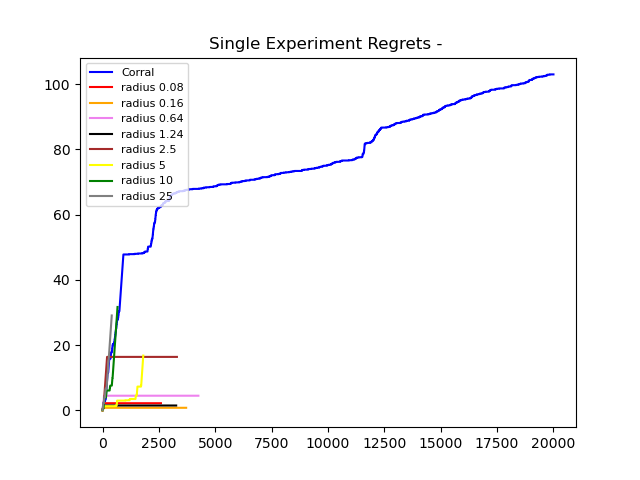 Single Experiment Regrets -
Corral
radius 0.08
radius 0.16
radius 0.64
radius 1.24
radius 2.5
radius 5
radius 10
radius 25
100
80
60
40
20
0
0 2500 5000 7500 10000 12500 15000 17500 20000